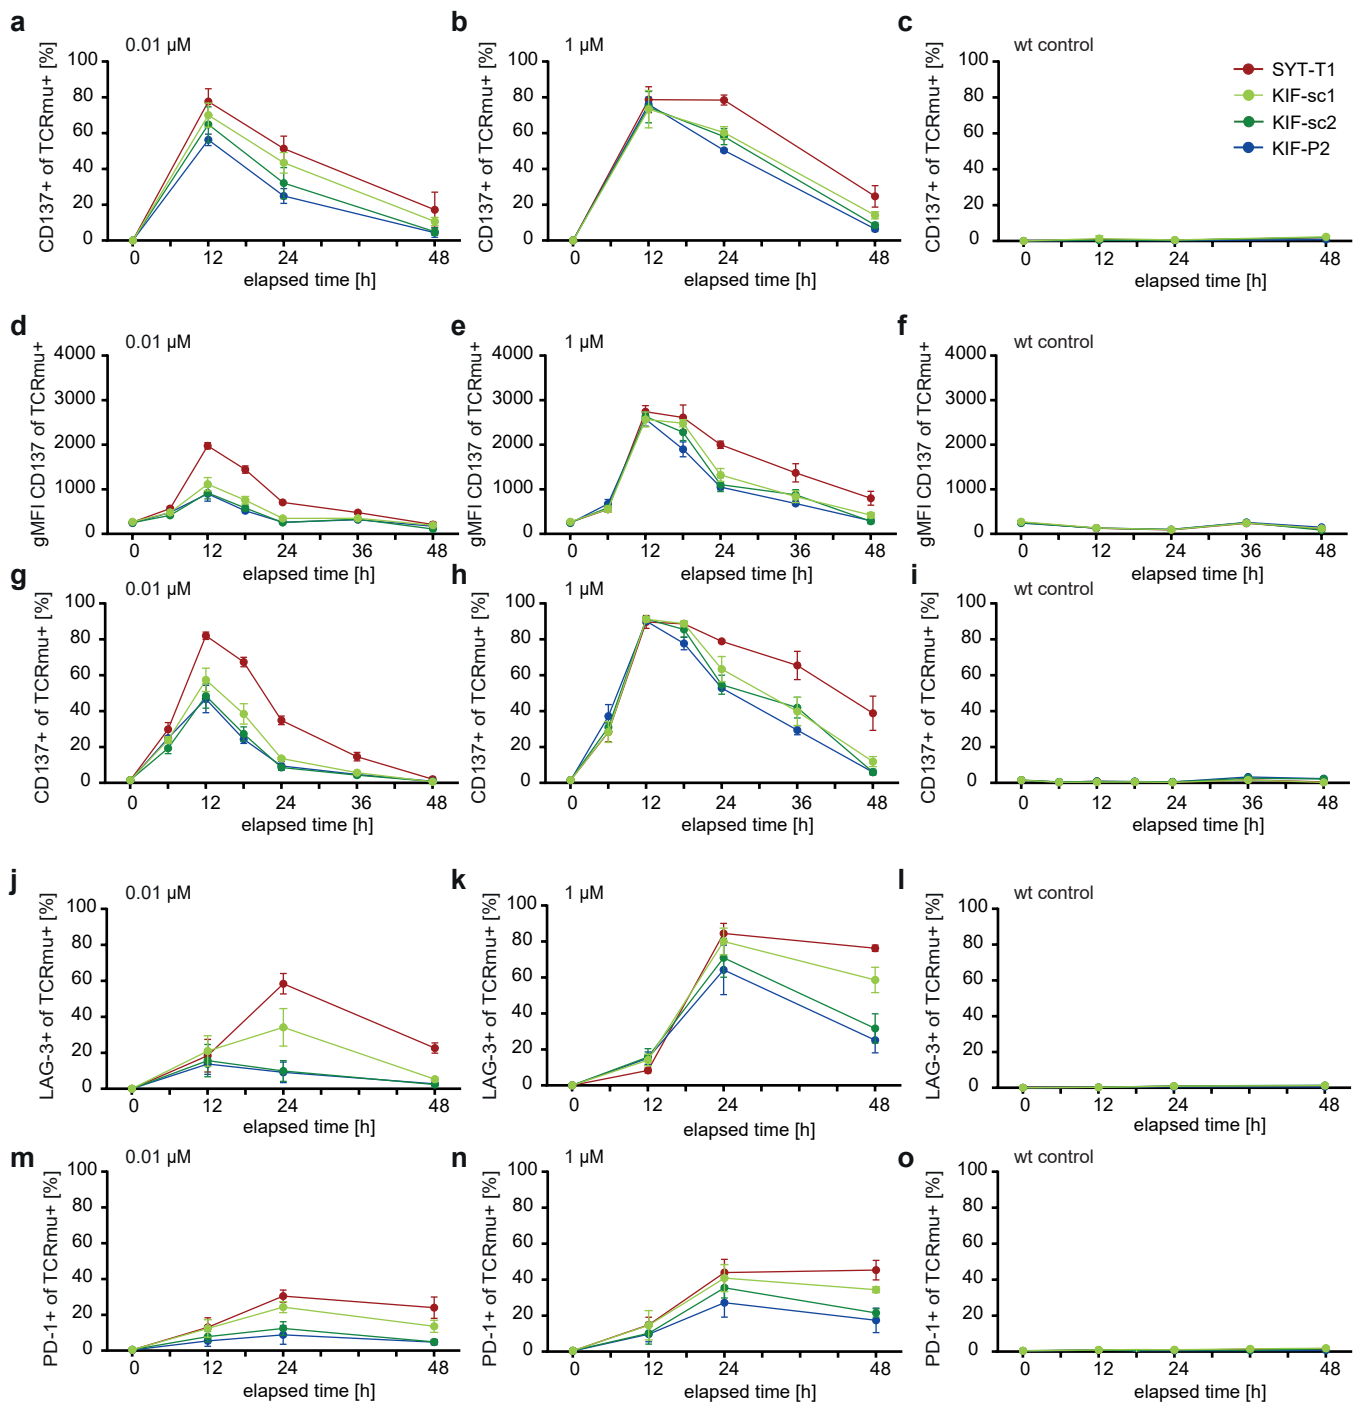 a
0.01 µM
CD137+ of TCRmu+ [%]
100
80
60
40
20
0
0 12 24 48
elapsed time [h]
b
1 µM
CD137+ of TCRmu+ [%]
100
80
60
40
20
0
0 12 24 48
elapsed time [h]
c
wt control
CD137+ of TCRmu+ [%]
100
80
60
40
20
0
0 12 24 48
elapsed time [h]
SYT-T1
KIF-sc1
KIF-sc2
KIF-P2
d
0.01 µM
gMFI CD137 of TCRmu+
4000
3000
2000
1000
0
0 12 24 36 48
elapsed time [h]
e
1 µM
gMFI CD137 of TCRmu+
4000
3000
2000
1000
0
0 12 24 36 48
elapsed time [h]
f
wt control
gMFI CD137 of TCRmu+
4000
3000
2000
1000
0
0 12 24 36 48
elapsed time [h]
g
0.01 µM
CD137+ of TCRmu+ [%]
100
80
60
40
20
0
0 12 24 36 48
elapsed time [h]
h
1 µM
CD137+ of TCRmu+ [%]
100
80
60
40
20
0
0 12 24 36 48
elapsed time [h]
i
wt control
CD137+ of TCRmu+ [%]
100
80
60
40
20
0
0 12 24 36 48
elapsed time [h]
j
0.01 µM
LAG-3+ of TCRmu+ [%]
100
80
60
40
20
0
0 12 24 48
elapsed time [h]
k
1 µM
LAG-3+ of TCRmu+ [%]
100
80
60
40
20
0
0 12 24 48
elapsed time [h]
l
wt control
LAG-3+ of TCRmu+ [%]
100
80
60
40
20
0
0 12 24 48
elapsed time [h]
m
0.01 µM
PD-1+ of TCRmu+ [%]
100
80
60
40
20
0
0 12 24 48
elapsed time [h]
n
1 µM
PD-1+ of TCRmu+ [%]
100
80
60
40
20
0
0 12 24 48
elapsed time [h]
o
wt control
PD-1+ of TCRmu+ [%]
100
80
60
40
20
0
0 12 24 48
elapsed time [h]